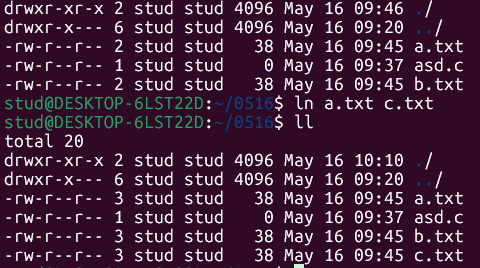 drwxr-xr-x 2 stud stud 4096 May 16 09:46 ./
drwxr-x--- 6 stud stud 4096 May 16 09:20 ../
-rw-r--r-- 2 stud stud   38 May 16 09:45 a.txt
-rw-r--r-- 1 stud stud    0 May 16 09:37 asd.c
-rw-r--r-- 2 stud stud   38 May 16 09:45 b.txt
stud@DESKTOP-6LST22D:~/0516$ ln a.txt c.txt
stud@DESKTOP-6LST22D:~/0516$ ll
total 20
drwxr-xr-x 2 stud stud 4096 May 16 10:10 ./
drwxr-x--- 6 stud stud 4096 May 16 09:20 ../
-rw-r--r-- 3 stud stud   38 May 16 09:45 a.txt
-rw-r--r-- 1 stud stud    0 May 16 09:37 asd.c
-rw-r--r-- 3 stud stud   38 May 16 09:45 b.txt
-rw-r--r-- 3 stud stud   38 May 16 09:45 c.txt